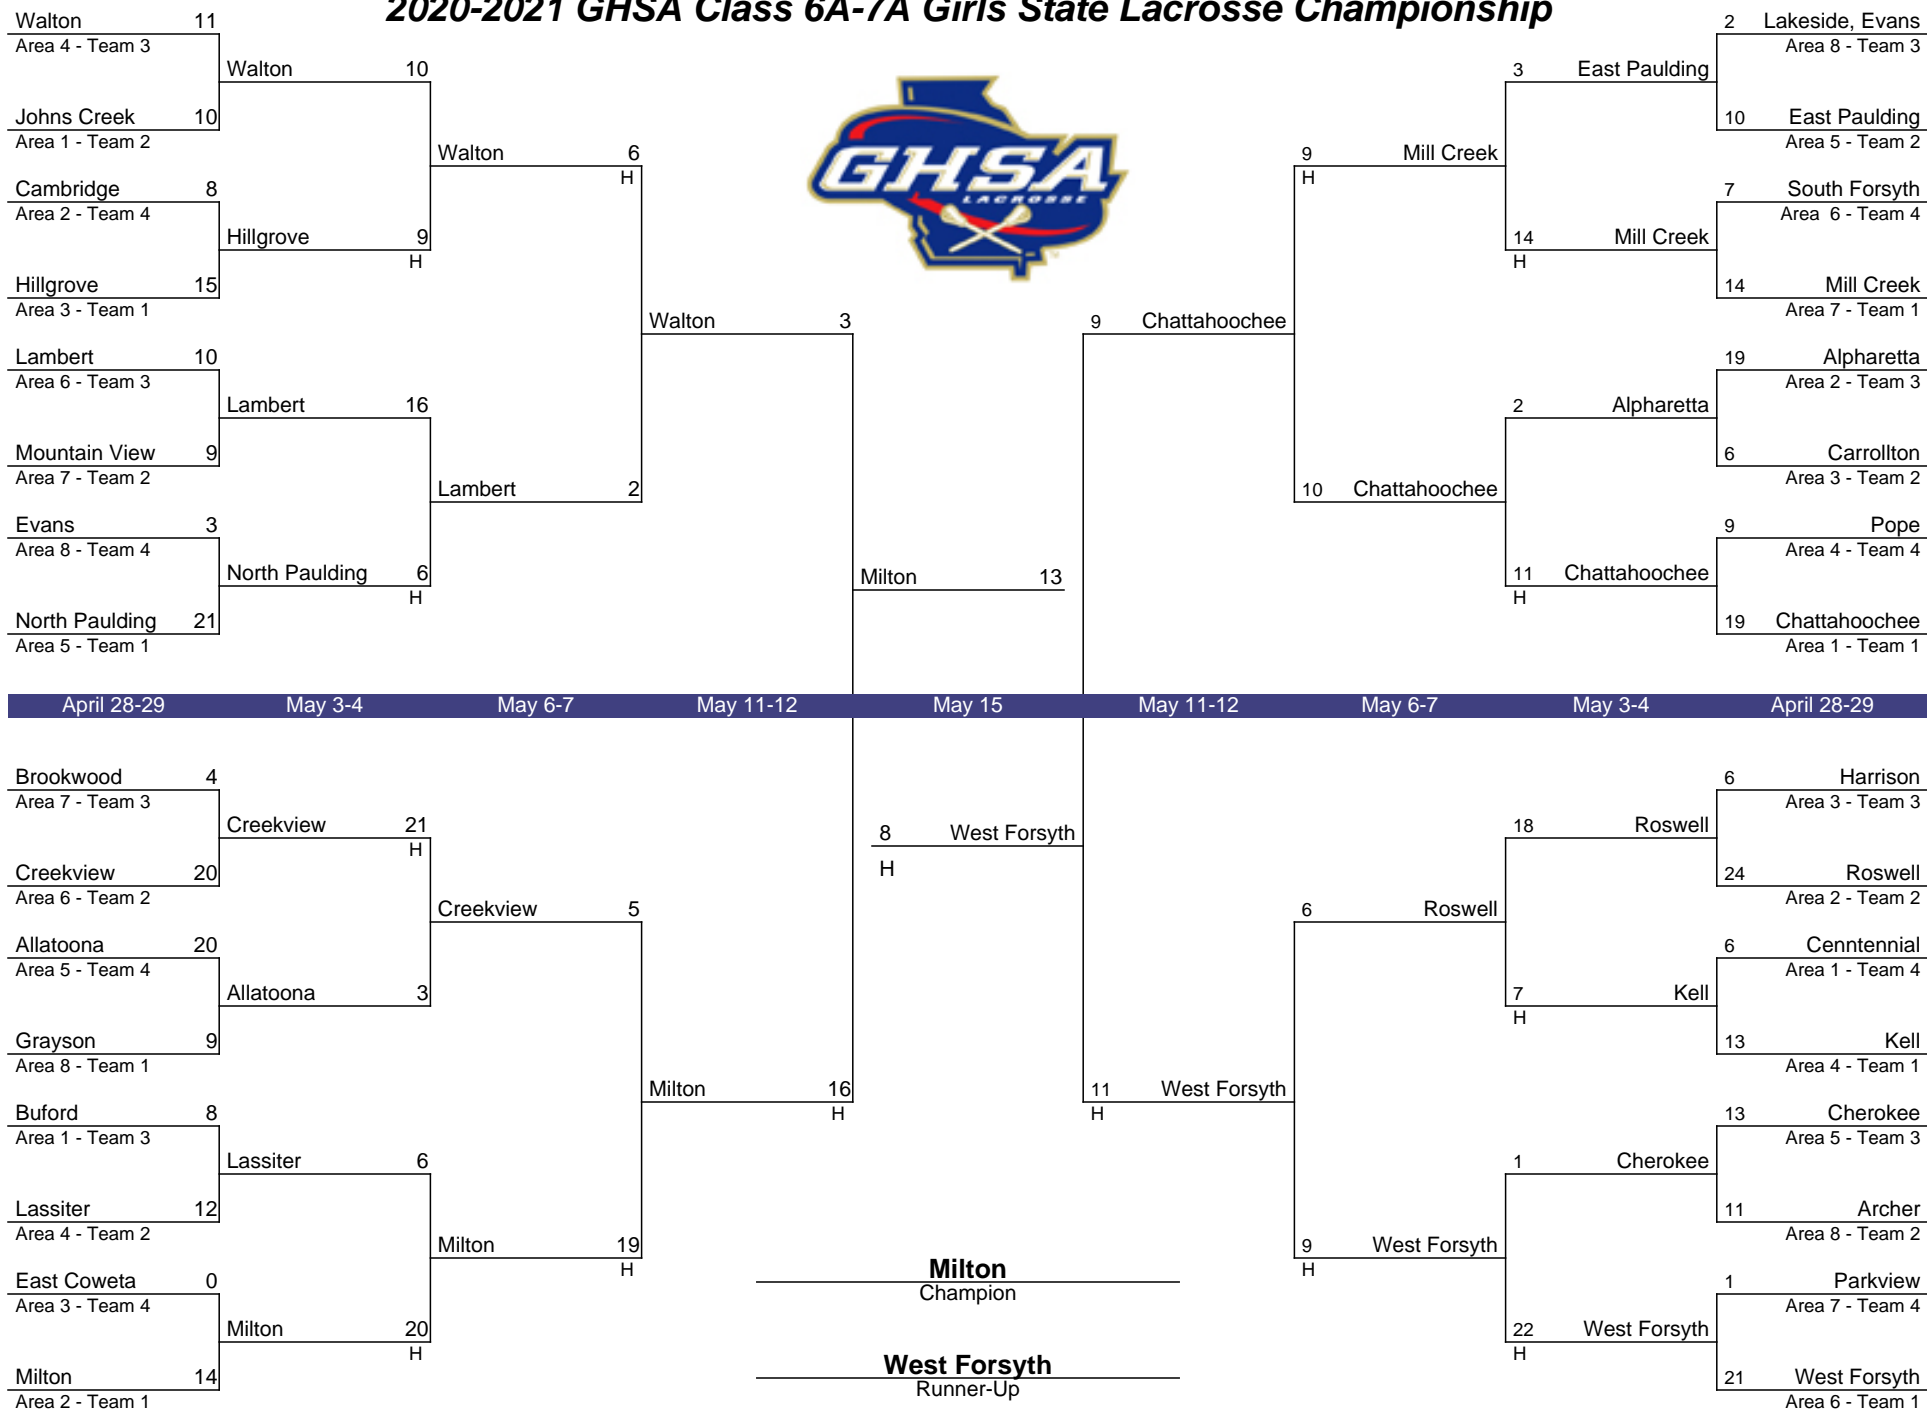 2020-2021 GHSA Class 6A-7A Girls State Lacrosse Championship
GHSA
LACROSSE
Walton 11
Area 4 - Team 3
Johns Creek 10
Area 1 - Team 2
Cambridge 8
Area 2 - Team 4
Hillgrove 15
Area 3 - Team 1
Lambert 10
Area 6 - Team 3
Mountain View 9
Area 7 - Team 2
Evans 3
Area 8 - Team 4
North Paulding 21
Area 5 - Team 1
Walton 10
Hillgrove 9
H
Lambert 16
North Paulding 6
H
Walton 6
H
Lambert 2
Walton 3
Milton 13
9 Chattahoochee
9 Mill Creek
H
10 Chattahoochee
3 East Paulding
14 Mill Creek
H
2 Alpharetta
11 Chattahoochee
H
2 Lakeside, Evans
Area 8 - Team 3
10 East Paulding
Area 5 - Team 2
7 South Forsyth
Area 6 - Team 4
14 Mill Creek
Area 7 - Team 1
19 Alpharetta
Area 2 - Team 3
6 Carrollton
Area 3 - Team 2
9 Pope
Area 4 - Team 4
19 Chattahoochee
Area 1 - Team 1
April 28-29 May 3-4 May 6-7 May 11-12 May 15 May 11-12 May 6-7 May 3-4 April 28-29
Brookwood 4
Area 7 - Team 3
Creekview 20
Area 6 - Team 2
Allatoona 20
Area 5 - Team 4
Grayson 9
Area 8 - Team 1
Buford 8
Area 1 - Team 3
Lassiter 12
Area 4 - Team 2
East Coweta 0
Area 3 - Team 4
Milton 14
Area 2 - Team 1
Creekview 21
H
Allatoona 3
Lassiter 6
Milton 20
H
Creekview 5
Milton 19
H
Milton 16
H
8 West Forsyth
H
11 West Forsyth
H
6 Roswell
9 West Forsyth
H
18 Roswell
7 Kell
H
1 Cherokee
22 West Forsyth
H
6 Harrison
Area 3 - Team 3
24 Roswell
Area 2 - Team 2
6 Cenntennial
Area 1 - Team 4
13 Kell
Area 4 - Team 1
13 Cherokee
Area 5 - Team 3
11 Archer
Area 8 - Team 2
1 Parkview
Area 7 - Team 4
21 West Forsyth
Area 6 - Team 1
Milton
Champion
West Forsyth
Runner-Up